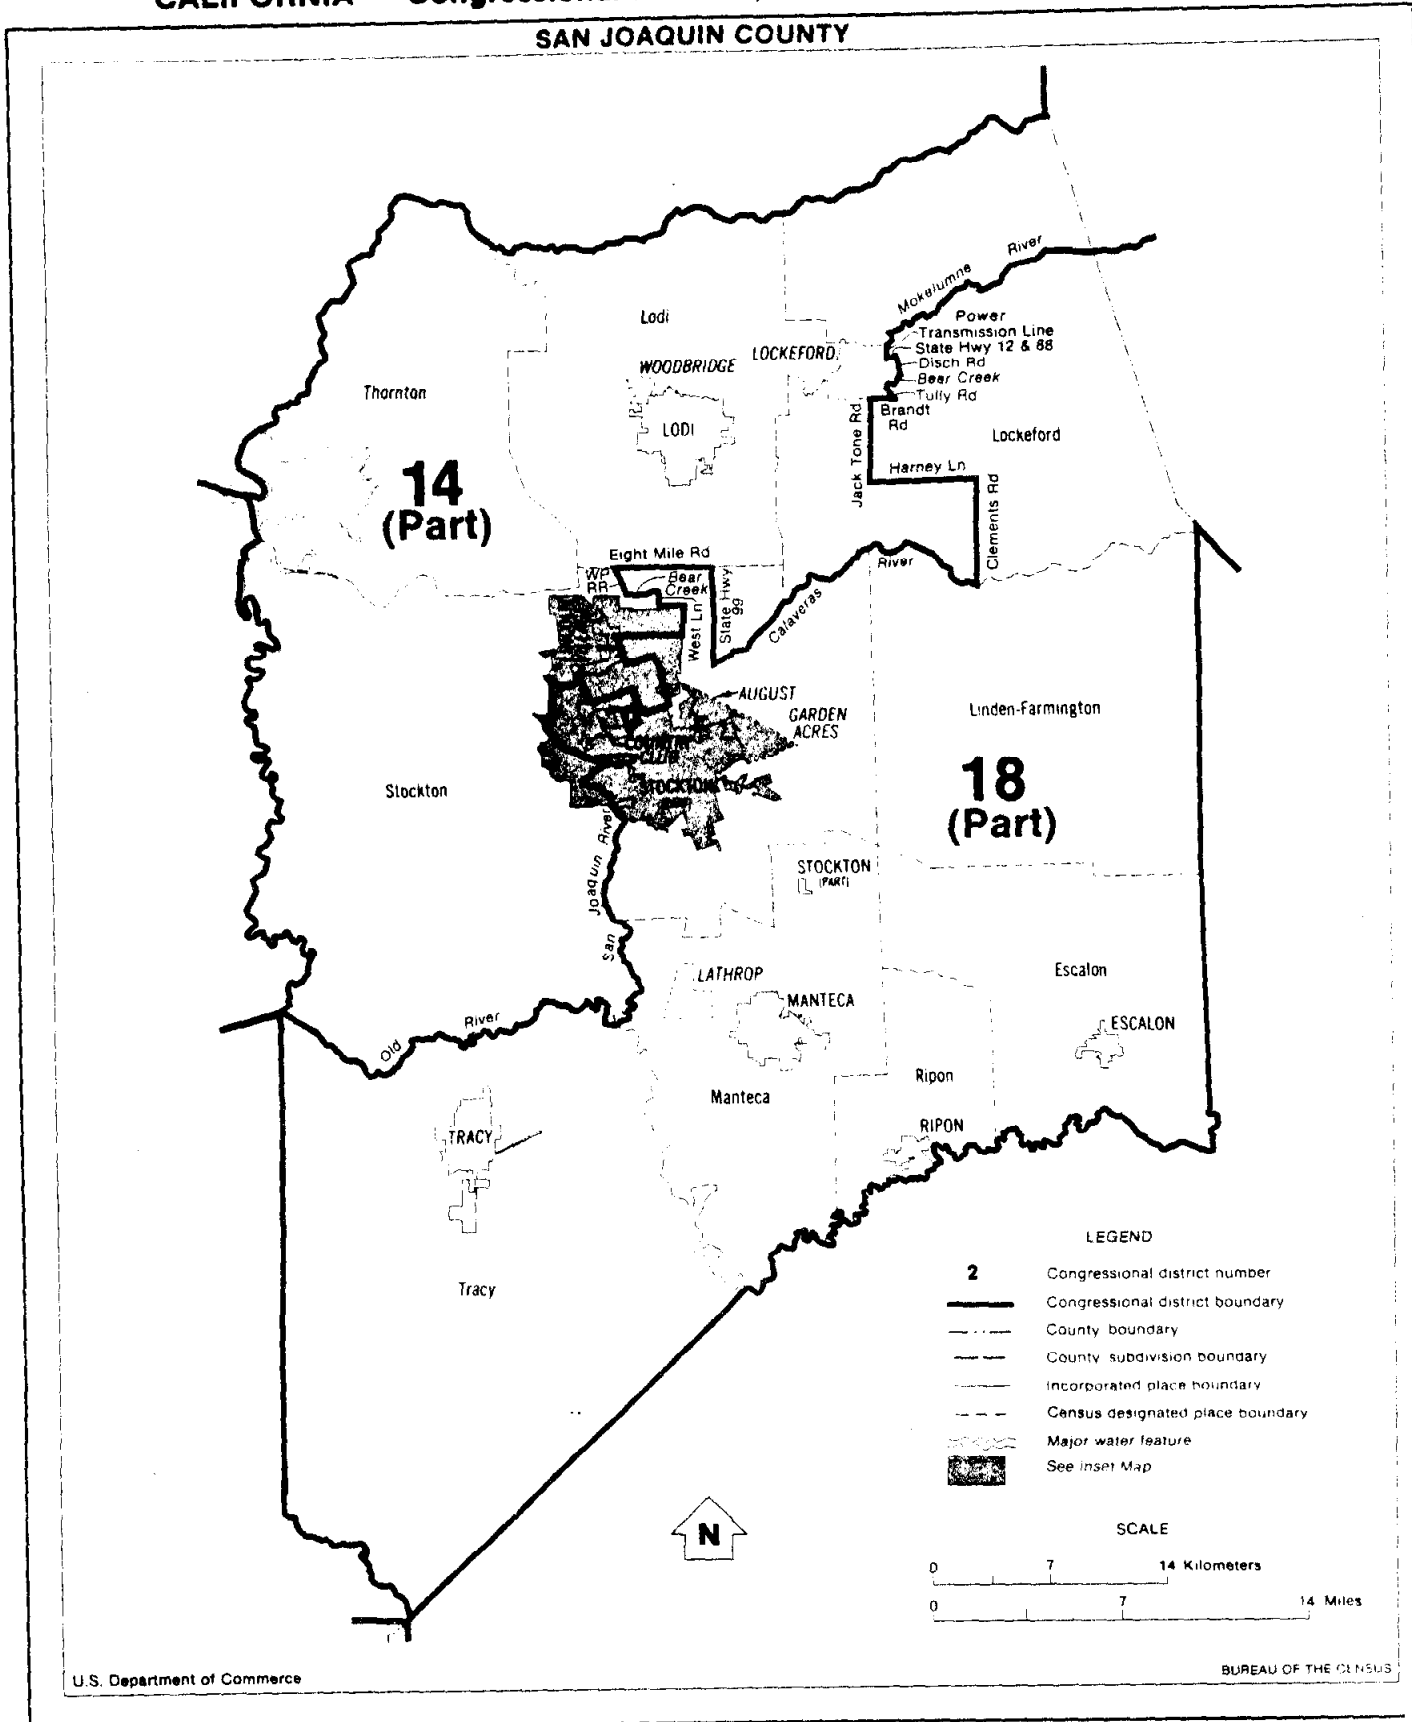 CALIFORNIA
SAN JOAQUIN COUNTY
River
Mokelumne
Power
Transmission Line
State Hwy 12 & 88
Disch Rd
Bear Creek
Tully Rd
Brandt
Rd
Jack Tone Rd
Harney Ln
Clements Rd
Lockeford
Lodi
WOODBRIDGE
LOCKEFORD
LODI
Thornton
14
(Part)
Eight Mile Rd
WP
RR
Bear
Creek
West Ln
State Hwy
99
Calaveras
River
AUGUST
GARDEN
ACRES
COUNTRY
CLUB
STOCKTON
Linden-Farmington
18
(Part)
Stockton
San Joaquin River
STOCKTON
(PART)
LATHROP
MANTECA
Escalon
ESCALON
Old River
Manteca
Ripon
RIPON
TRACY
Tracy
LEGEND
2 Congressional district number
Congressional district boundary
County boundary
County subdivision boundary
Incorporated place boundary
Census designated place boundary
Major water feature
See Inset Map
N
SCALE
0 7 14 Kilometers
0 7 14 Miles
U.S. Department of Commerce
BUREAU OF THE CENSUS